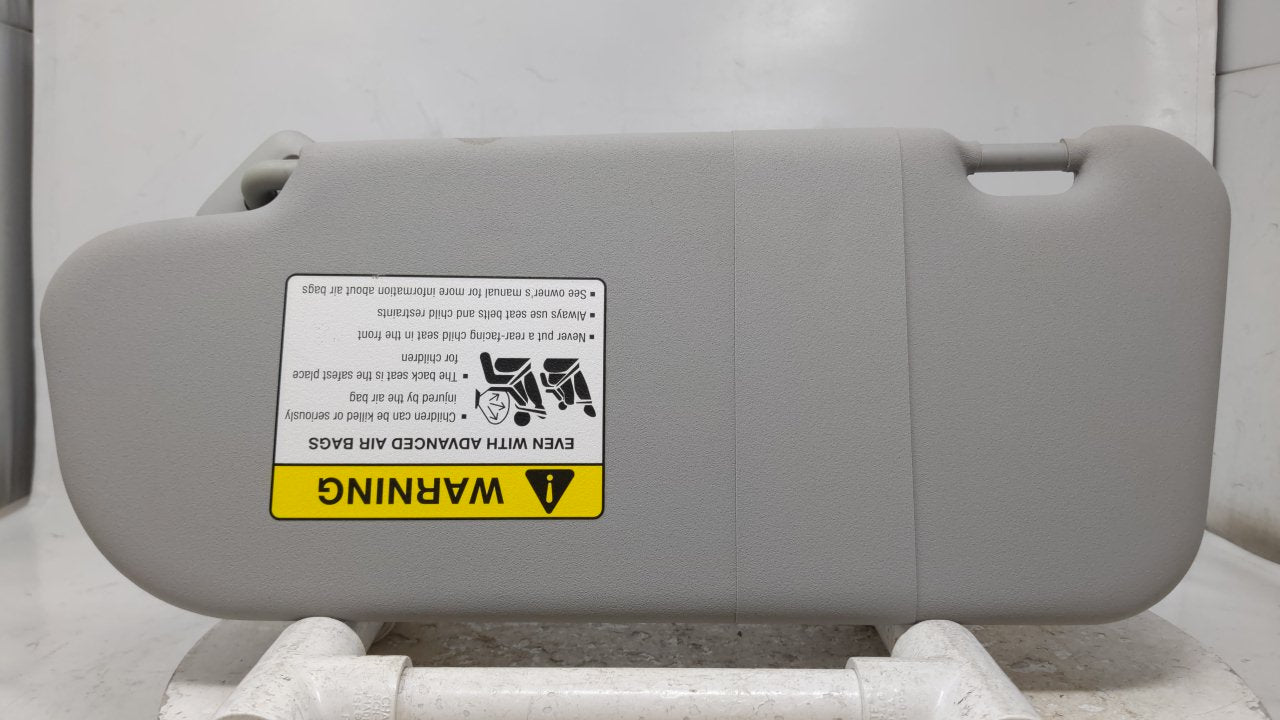 WARNING
EVEN WITH ADVANCED AIR BAGS
▪ Children can be killed or seriously
injured by the air bag
▪ The back seat is the safest place
for children
▪ Never put a rear-facing child seat in the front
▪ Always use seat belts and child restraints
▪ See owner's manual for more information about air bags